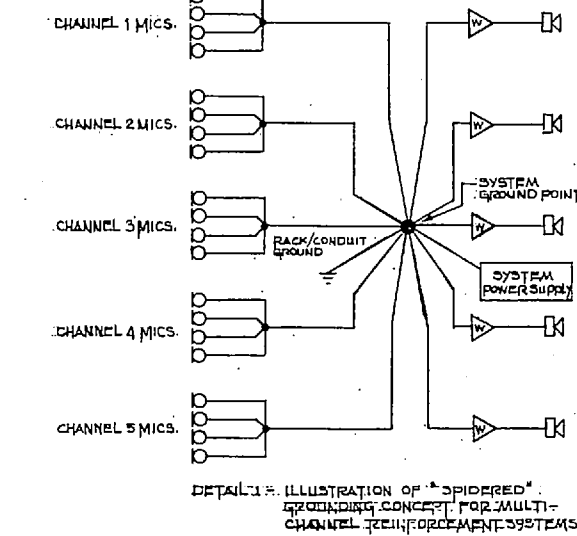 CHANNEL 1 MICS.
W
CHANNEL 2 MICS.
W
SYSTEM
GROUND POINT
CHANNEL 3 MICS.
W
RACK/CONDUIT
GROUND
SYSTEM
POWER SUPPLY
CHANNEL 4 MICS.
W
CHANNEL 5 MICS.
W
DETAIL 1 - ILLUSTRATION OF "SPIDERED"
GROUNDING CONCEPT FOR MULTI-
CHANNEL REINFORCEMENT SYSTEMS